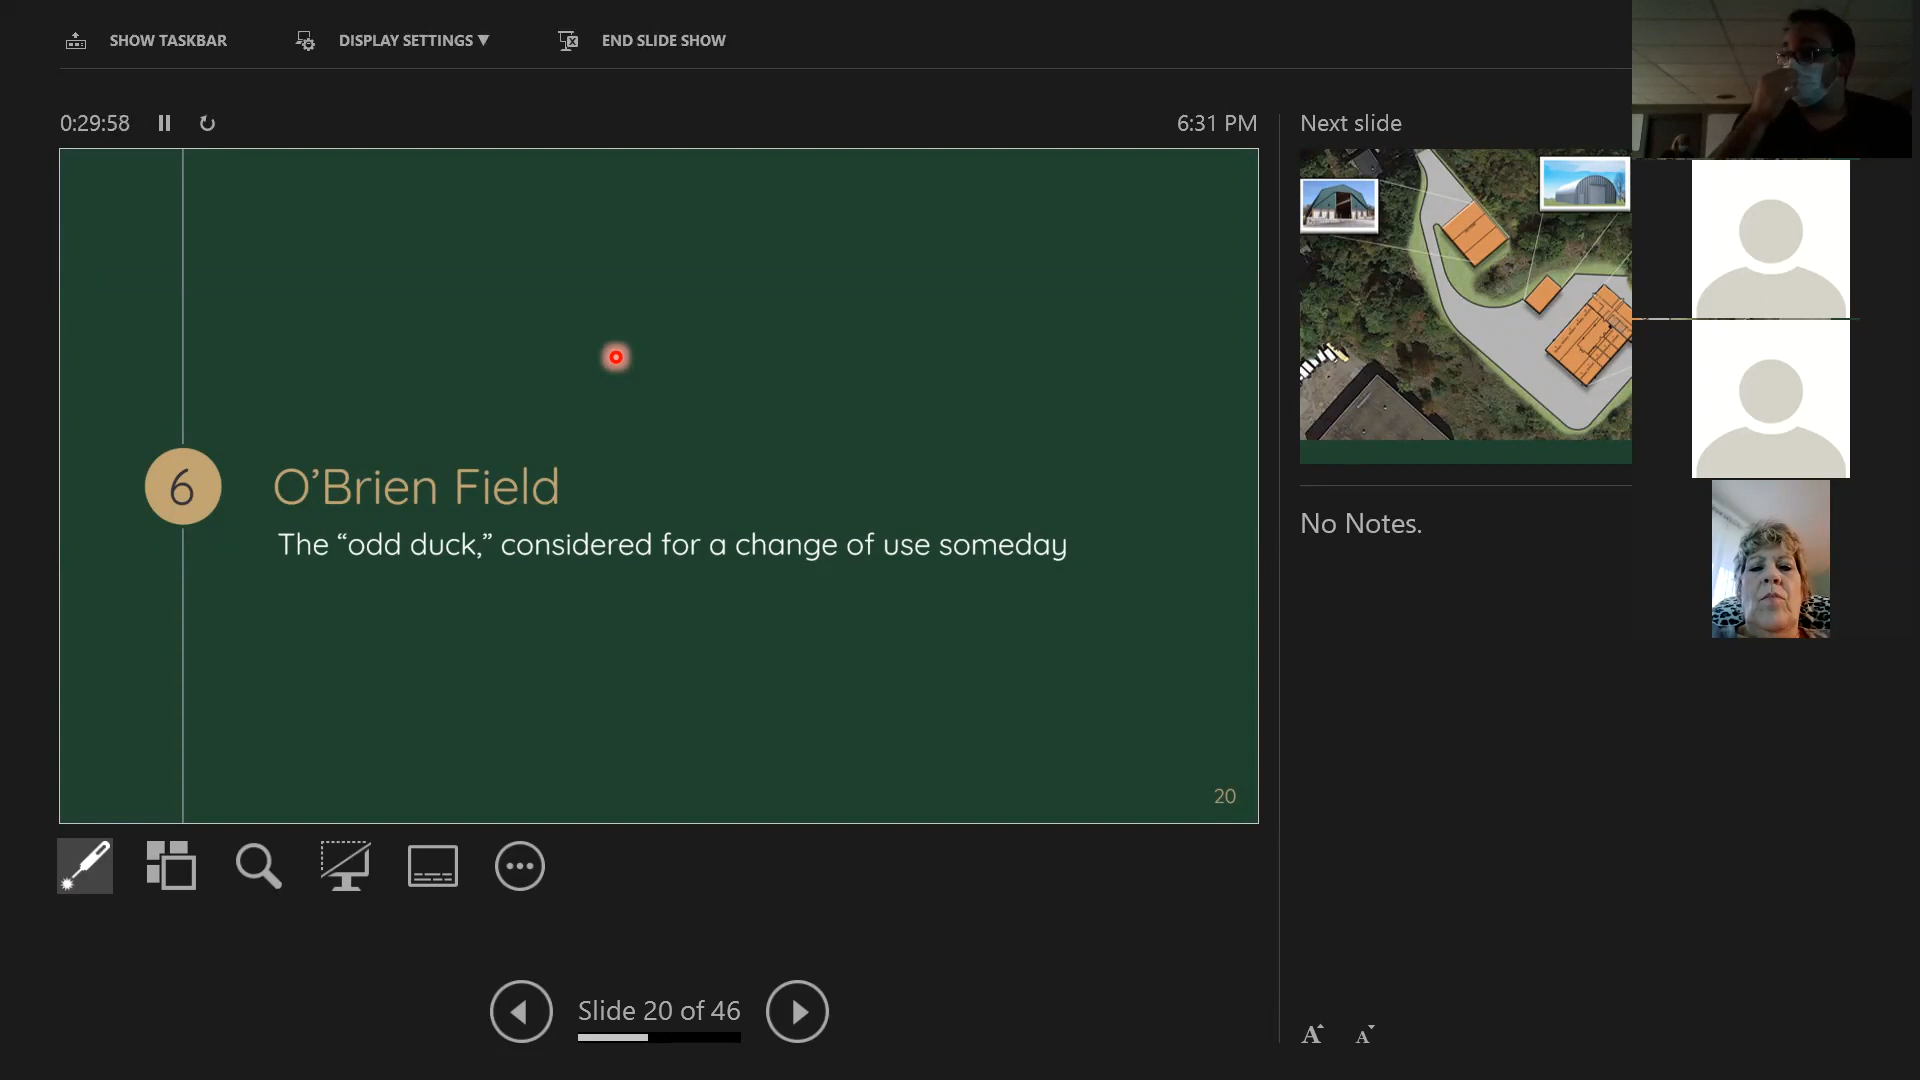 SHOW TASKBAR
DISPLAY SETTINGS ▼
END SLIDE SHOW
0:29:58
6:31 PM
Next slide
6
O’Brien Field
The “odd duck,” considered for a change of use someday
20
No Notes.
Slide 20 of 46
A
A